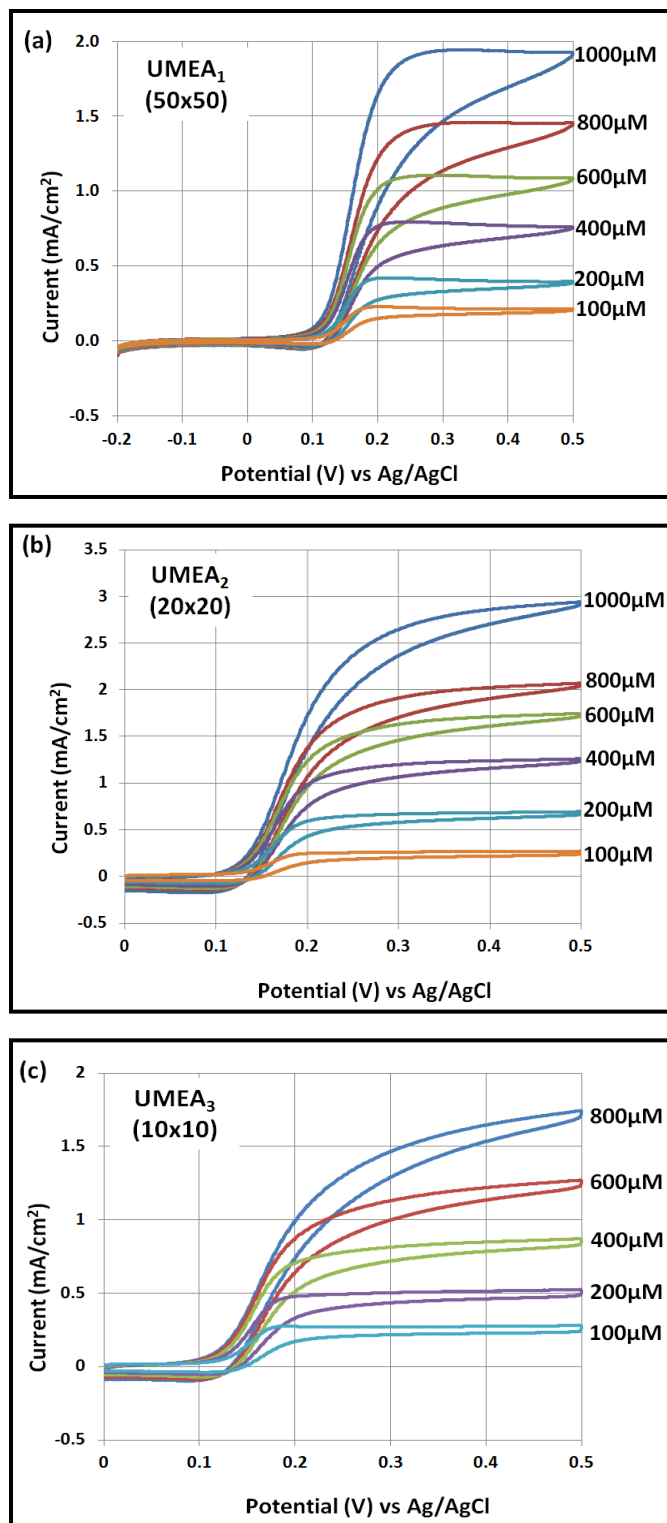 (a)
UMEA₁
(50x50)
2.0
1.5
1.0
0.5
0.0
-0.5
Current (mA/cm²)
1000µM
800µM
600µM
400µM
200µM
100µM
-0.2 -0.1 0 0.1 0.2 0.3 0.4 0.5
Potential (V) vs Ag/AgCl
(b)
UMEA₂
(20x20)
3.5
3
2.5
2
1.5
1
0.5
0
-0.5
Current (mA/cm²)
1000µM
800µM
600µM
400µM
200µM
100µM
0 0.1 0.2 0.3 0.4 0.5
Potential (V) vs Ag/AgCl
(c)
UMEA₃
(10x10)
2
1.5
1
0.5
0
-0.5
Current (mA/cm²)
800µM
600µM
400µM
200µM
100µM
0 0.1 0.2 0.3 0.4 0.5
Potential (V) vs Ag/AgCl